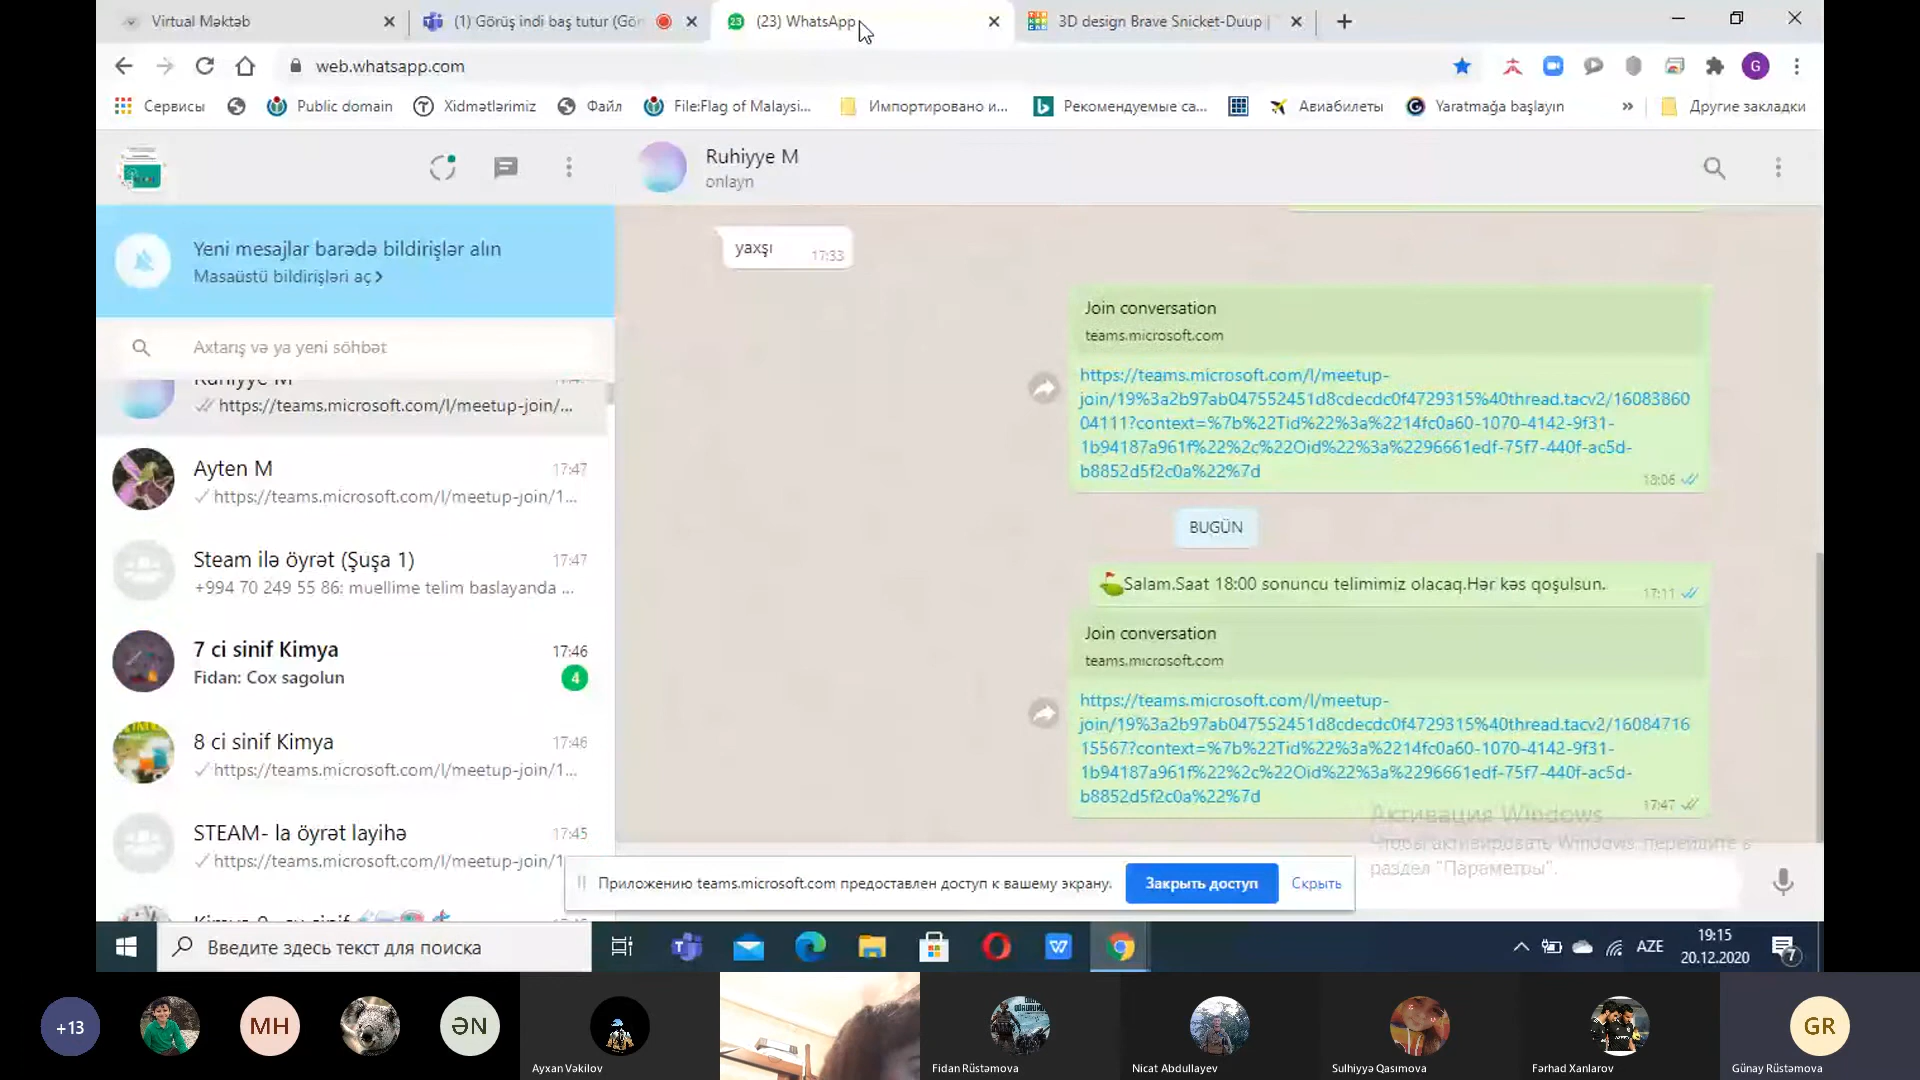 Virtual Məktəb
(1) Görüş indi baş tutur (Gör
(23) WhatsApp
3D design Brave Snicket-Duup |
web.whatsapp.com
G
Сервисы
Public domain
Xidmətlərimiz
Файл
File:Flag of Malaysi...
Импортировано и...
Рекомендуемые са...
Авиабилеты
Yaratmağa başlayın
»
Другие закладки
Ruhiyye M
onlayn
Yeni mesajlar barədə bildirişlər alın
Masaüstü bildirişləri aç >
Axtarış və ya yeni söhbət
Ruhiyye M
https://teams.microsoft.com/l/meetup-join/...
Ayten M
17:47
https://teams.microsoft.com/l/meetup-join/1...
Steam ilə öyrət (Şuşa 1)
17:47
+994 70 249 55 86: muellime telim baslayanda ...
7 ci sinif Kimya
17:46
Fidan: Cox sagolun
4
8 ci sinif Kimya
17:46
https://teams.microsoft.com/l/meetup-join/1...
STEAM- la öyrət layihə
17:45
https://teams.microsoft.com/l/meetup-join/1
yaxşı
17:33
Join conversation
teams.microsoft.com
https://teams.microsoft.com/l/meetup-
join/19%3a2b97ab047552451d8cdecdc0f4729315%40thread.tacv2/16083860
04111?context=%7b%22Tid%22%3a%2214fc0a60-1070-4142-9f31-
1b94187a961f%22%2c%22Oid%22%3a%2296661edf-75f7-440f-ac5d-
b8852d5f2c0a%22%7d
18:06
BUGÜN
Salam.Saat 18:00 sonuncu telimimiz olacaq.Hər kəs qoşulsun.
17:11
Join conversation
teams.microsoft.com
https://teams.microsoft.com/l/meetup-
join/19%3a2b97ab047552451d8cdecdc0f4729315%40thread.tacv2/16084716
15567?context=%7b%22Tid%22%3a%2214fc0a60-1070-4142-9f31-
1b94187a961f%22%2c%22Oid%22%3a%2296661edf-75f7-440f-ac5d-
b8852d5f2c0a%22%7d
17:47
Активация Windows
Чтобы активировать Windows, перейдите в
раздел "Параметры".
Приложению teams.microsoft.com предоставлен доступ к вашему экрану.
Закрыть доступ
Скрыть
Введите здесь текст для поиска
AZE
19:15
20.12.2020
7
+13
MH
ƏN
Ayxan Vəkilov
Fidan Rüstəmova
Nicat Abdullayev
Sulhiyyə Qasımova
Fərhad Xanlarov
GR
Günay Rüstəmova